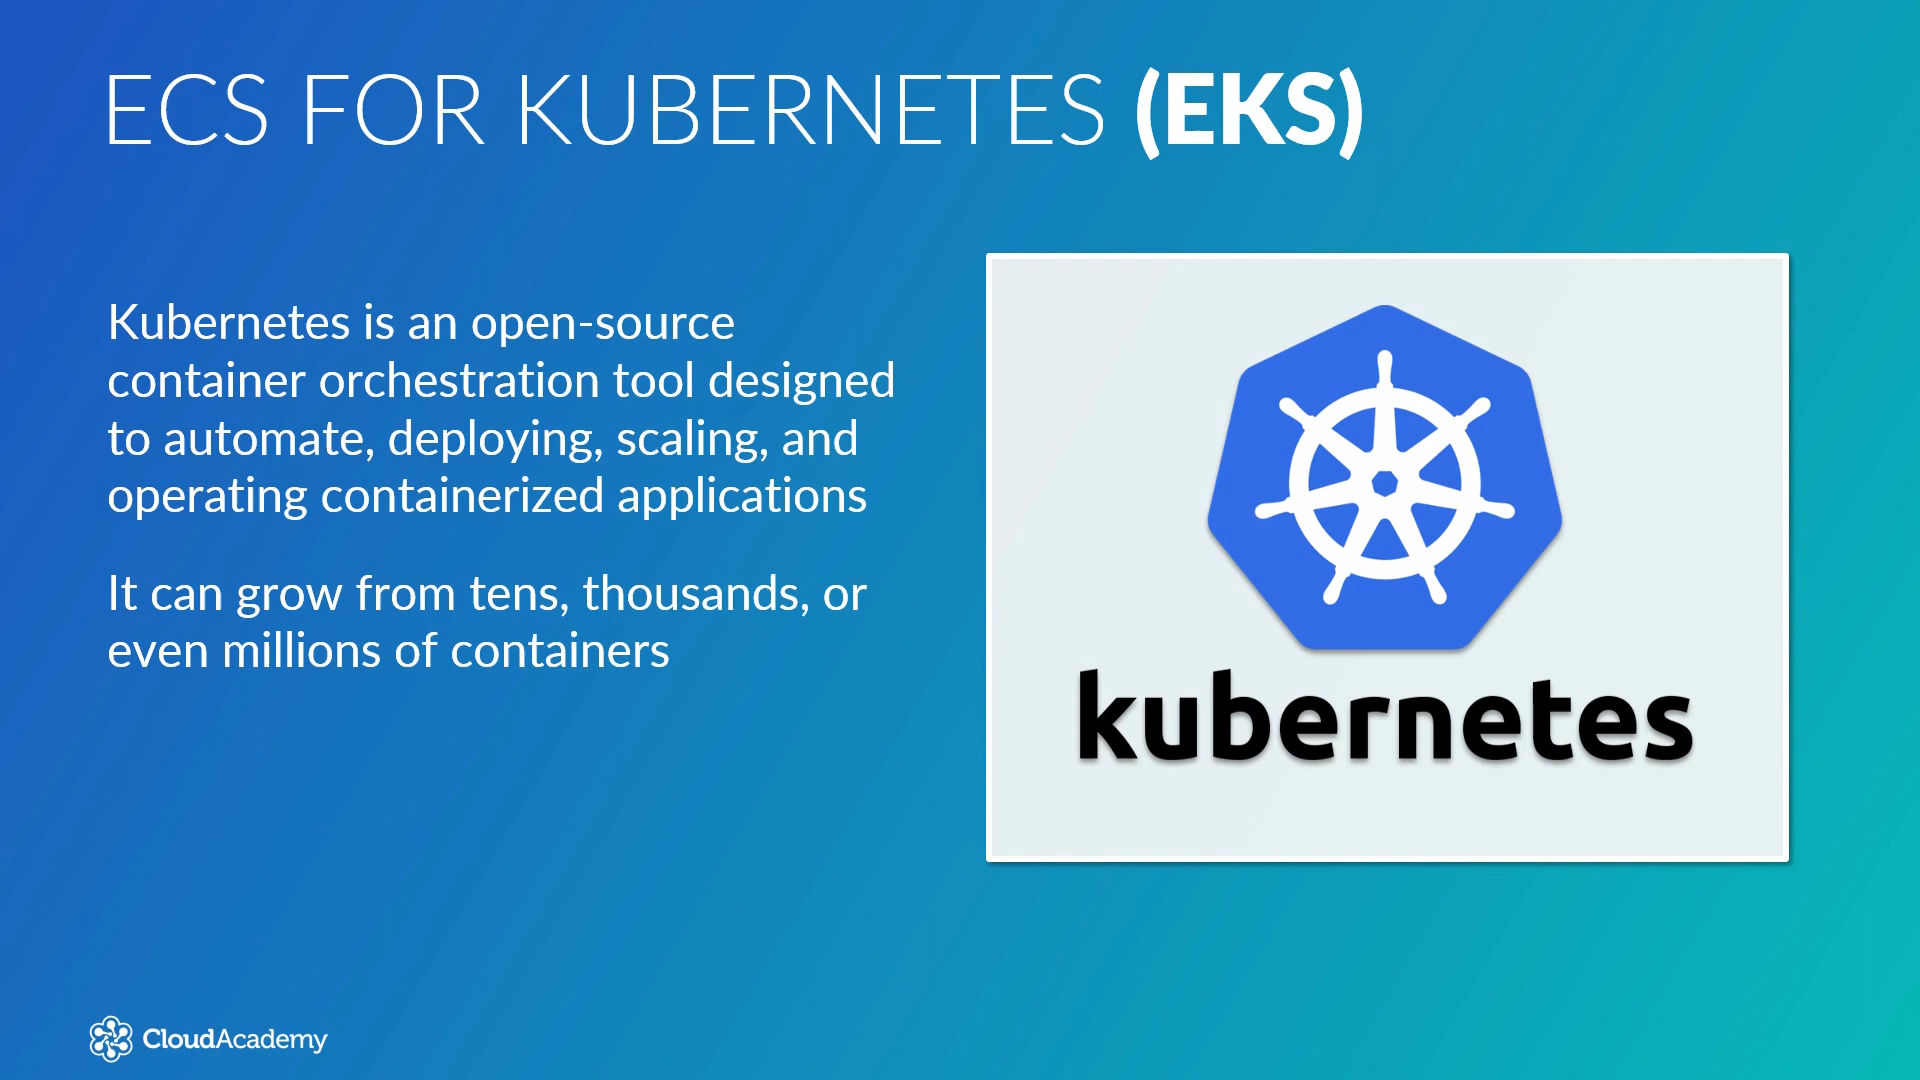 ECS FOR KUBERNETES (EKS)
Kubernetes is an open-source
container orchestration tool designed
to automate, deploying, scaling, and
operating containerized applications
It can grow from tens, thousands, or
even millions of containers
kubernetes
CloudAcademy